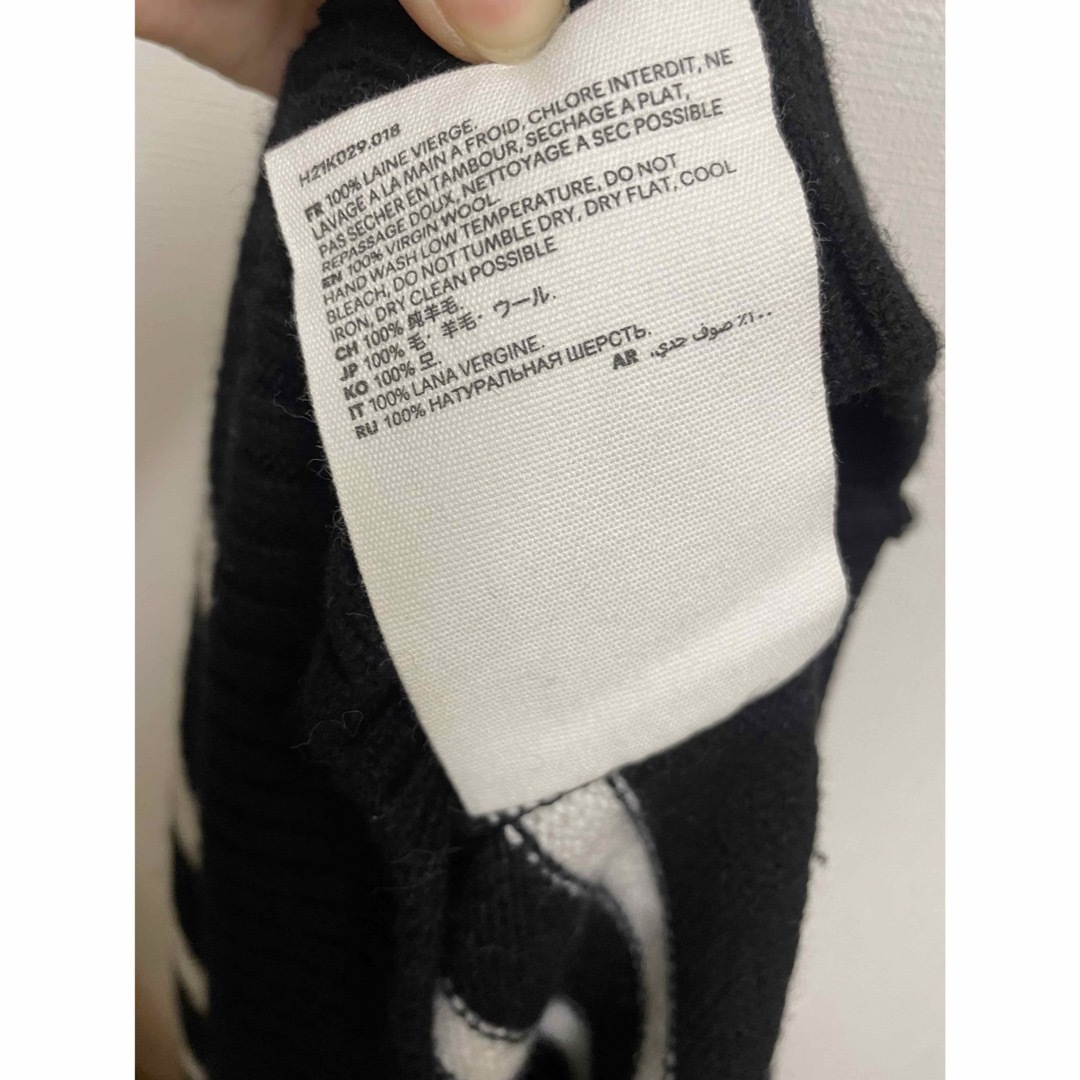 H21K029.018
FR 100% LAINE VIERGE.
LAVAGE A LA MAIN A FROID, CHLORE INTERDIT, NE
PAS SECHER EN TAMBOUR, SECHAGE A PLAT,
REPASSAGE DOUX, NETTOYAGE A SEC POSSIBLE
EN 100% VIRGIN WOOL.
HAND WASH LOW TEMPERATURE, DO NOT
BLEACH, DO NOT TUMBLE DRY, DRY FLAT, COOL
IRON, DRY CLEAN POSSIBLE
CH 100% 纯羊毛.
JP 100% 毛・羊毛・ウール.
KO 100% 모.
IT 100% LANA VERGINE.
RU 100% НАТУРАЛЬНАЯ ШЕРСТЬ.
AR ١٠٠٪ صوف جدي.